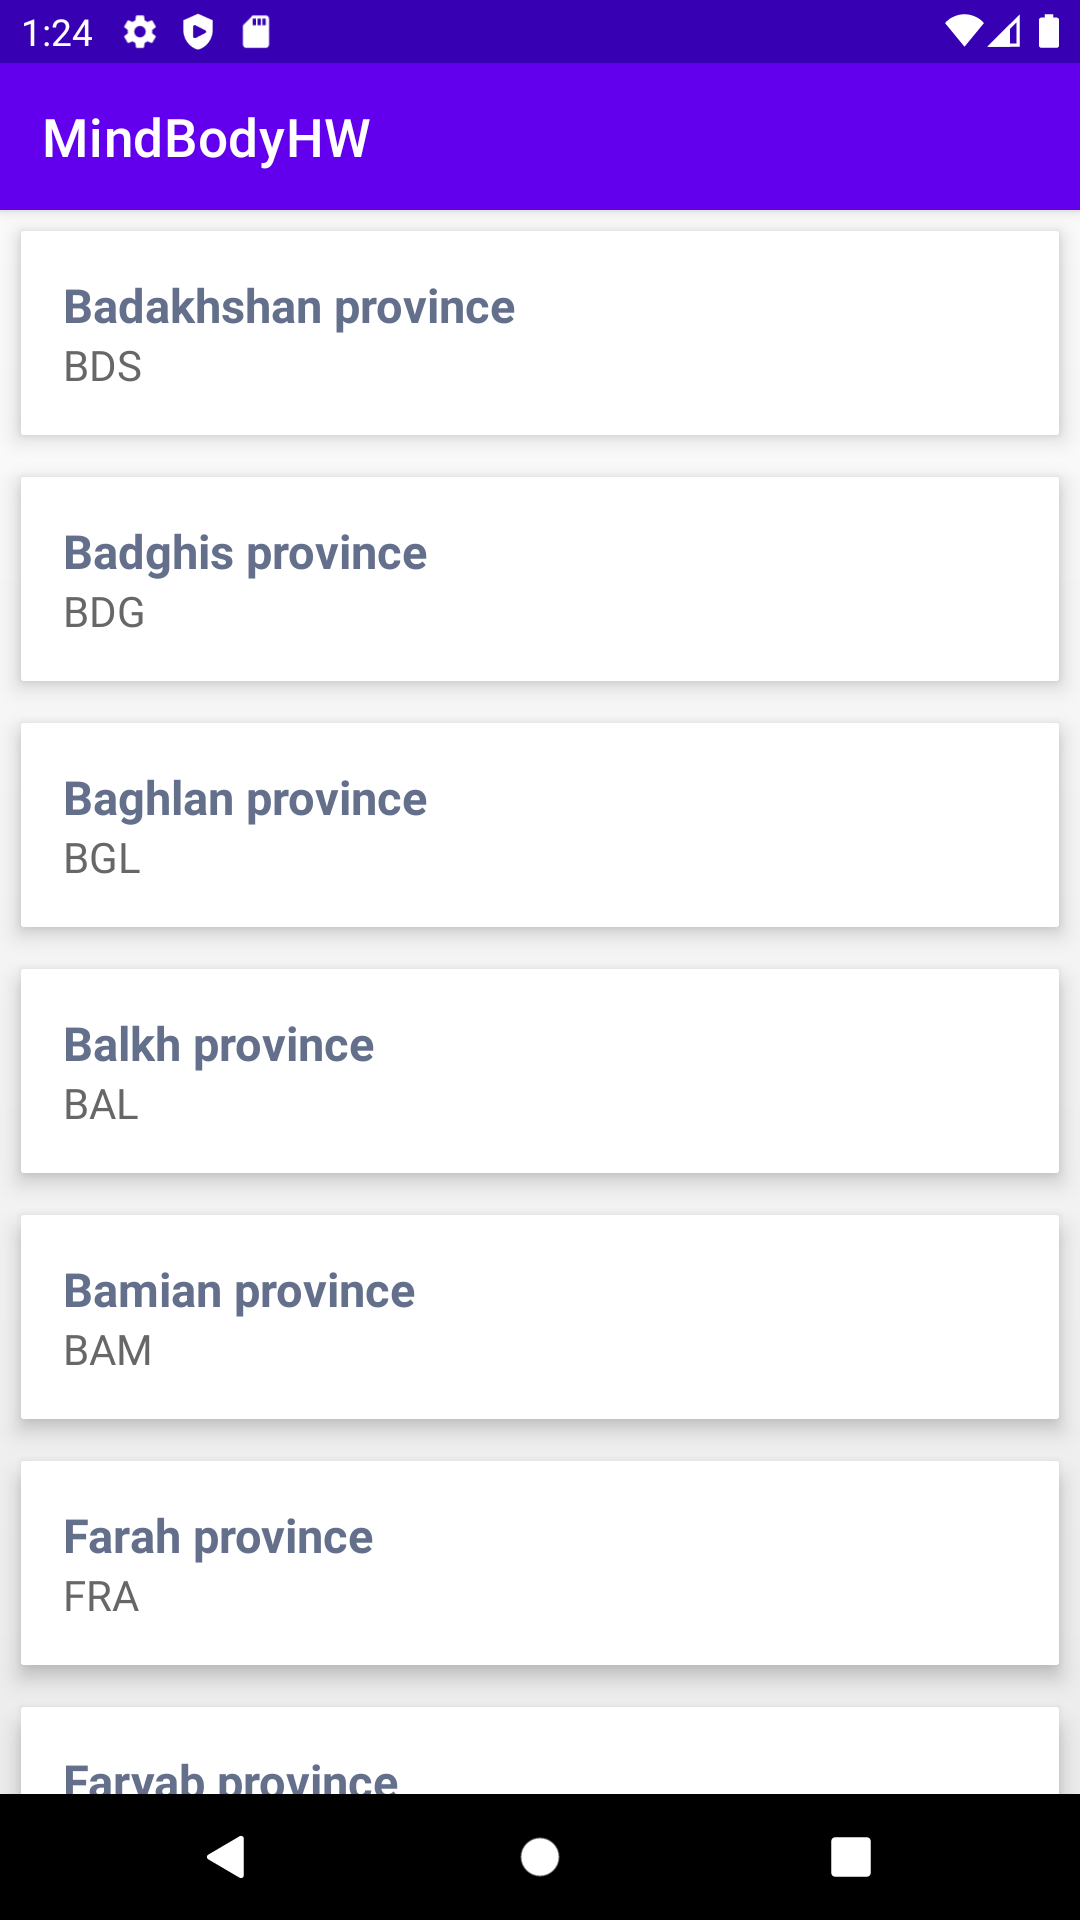 1:24
MindBodyHW
Badakhshan province
BDS
Badghis province
BDG
Baghlan province
BGL
Balkh province
BAL
Bamian province
BAM
Farah province
FRA
Faryab province